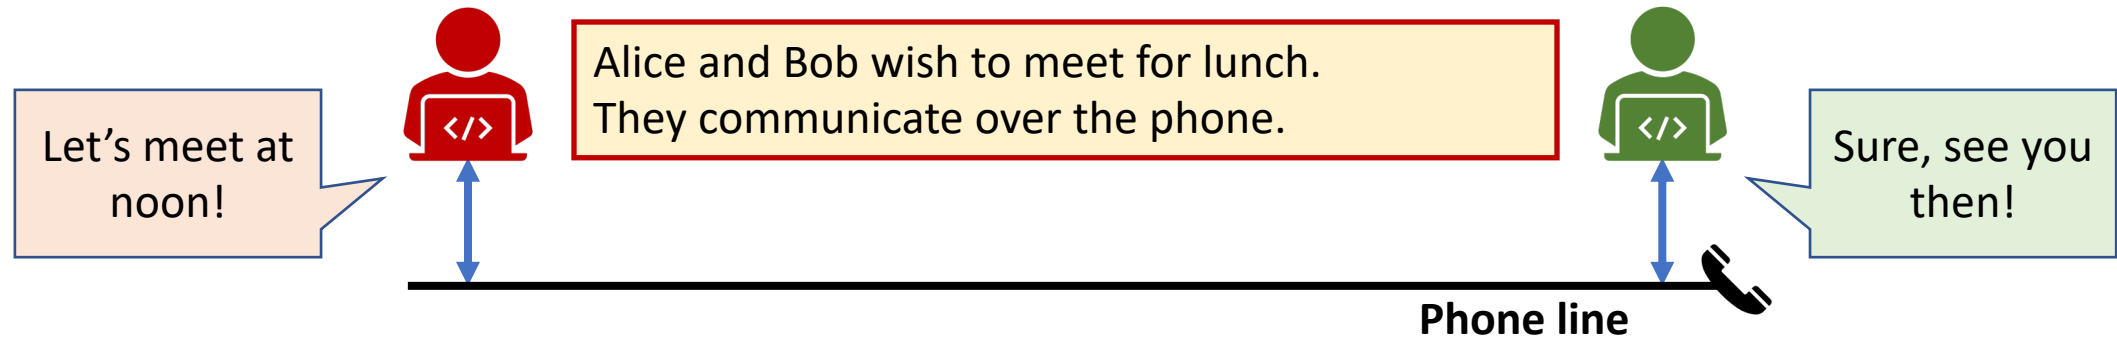 Alice and Bob wish to meet for lunch.
They communicate over the phone.
Let’s meet at
noon!
</>
</>
Sure, see you
then!
Phone line